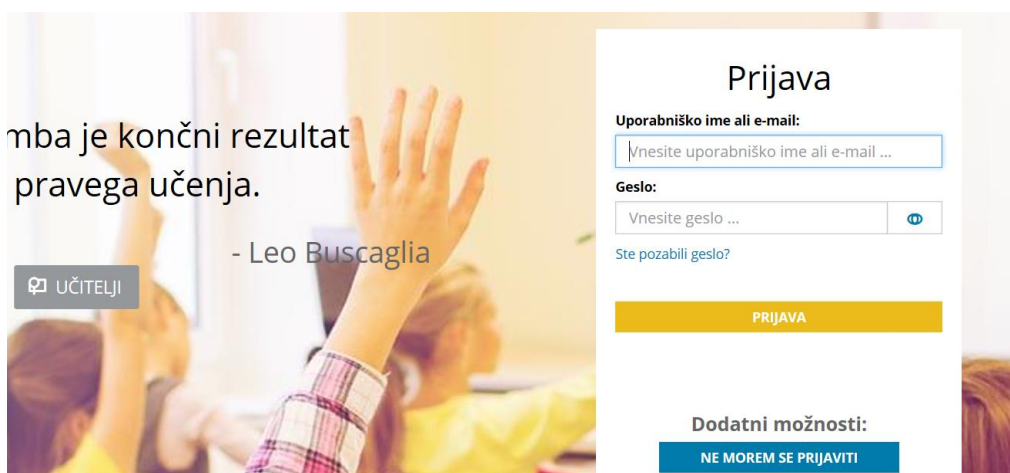 mba je končni rezultat
pravega učenja.
- Leo Buscaglia
UČITELJI
Prijava
Uporabniško ime ali e-mail:
Vnesite uporabniško ime ali e-mail ...
Geslo:
Vnesite geslo ...
Ste pozabili geslo?
PRIJAVA
Dodatni možnosti:
NE MOREM SE PRIJAVITI